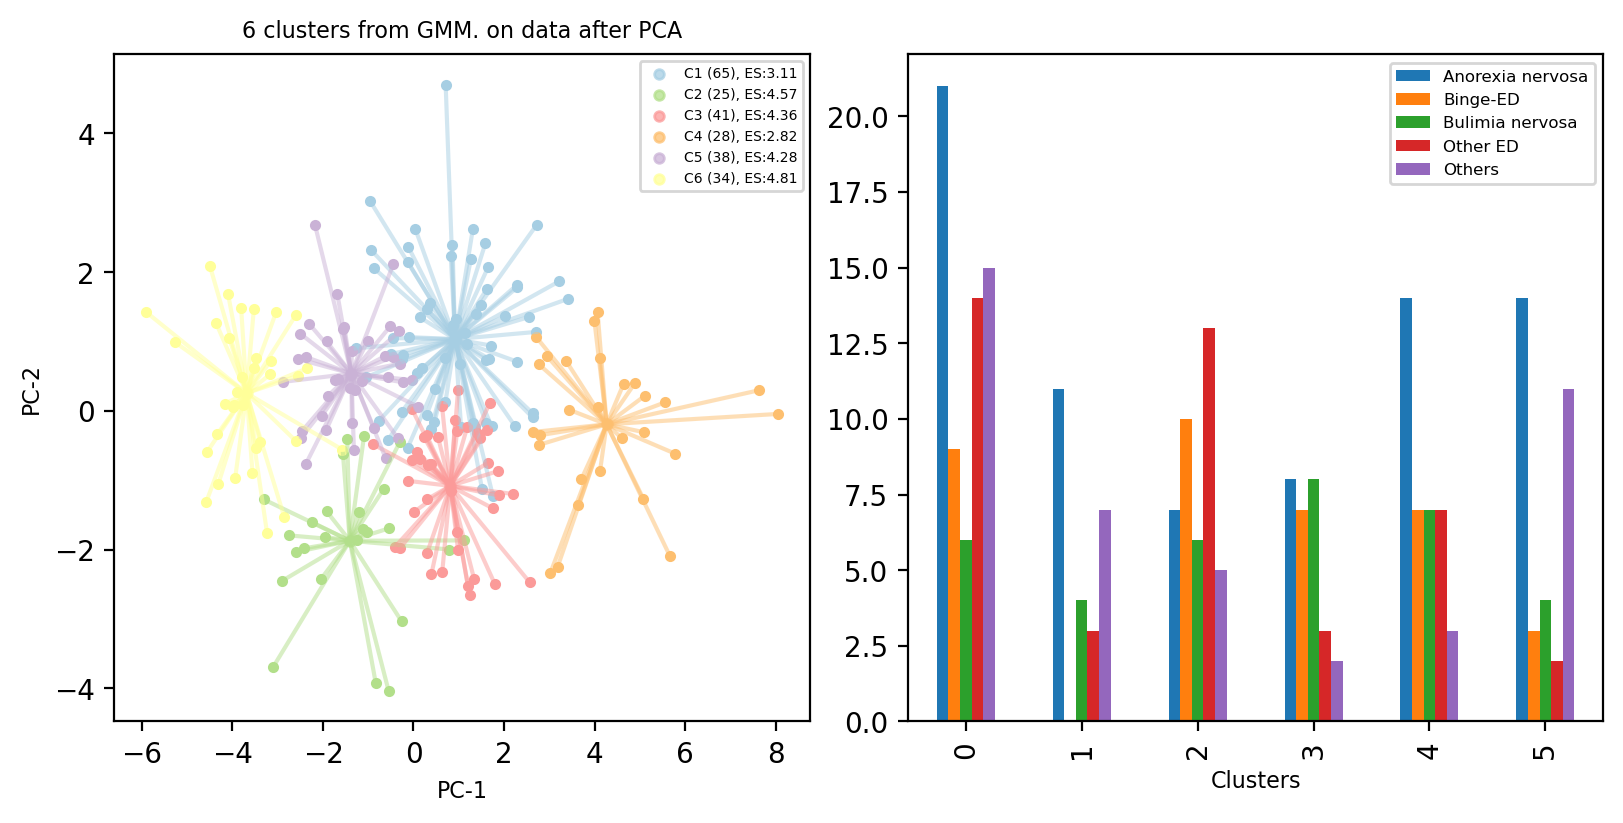 6 clusters from GMM. on data after PCA
C1 (65), ES:3.11
C2 (25), ES:4.57
C3 (41), ES:4.36
C4 (28), ES:2.82
C5 (38), ES:4.28
C6 (34), ES:4.81
4
2
0
−2
−4
PC-2
−6
−4
−2
0
2
4
6
8
PC-1
Anorexia nervosa
Binge-ED
Bulimia nervosa
Other ED
Others
20.0
17.5
15.0
12.5
10.0
7.5
5.0
2.5
0.0
0
1
2
3
4
5
Clusters